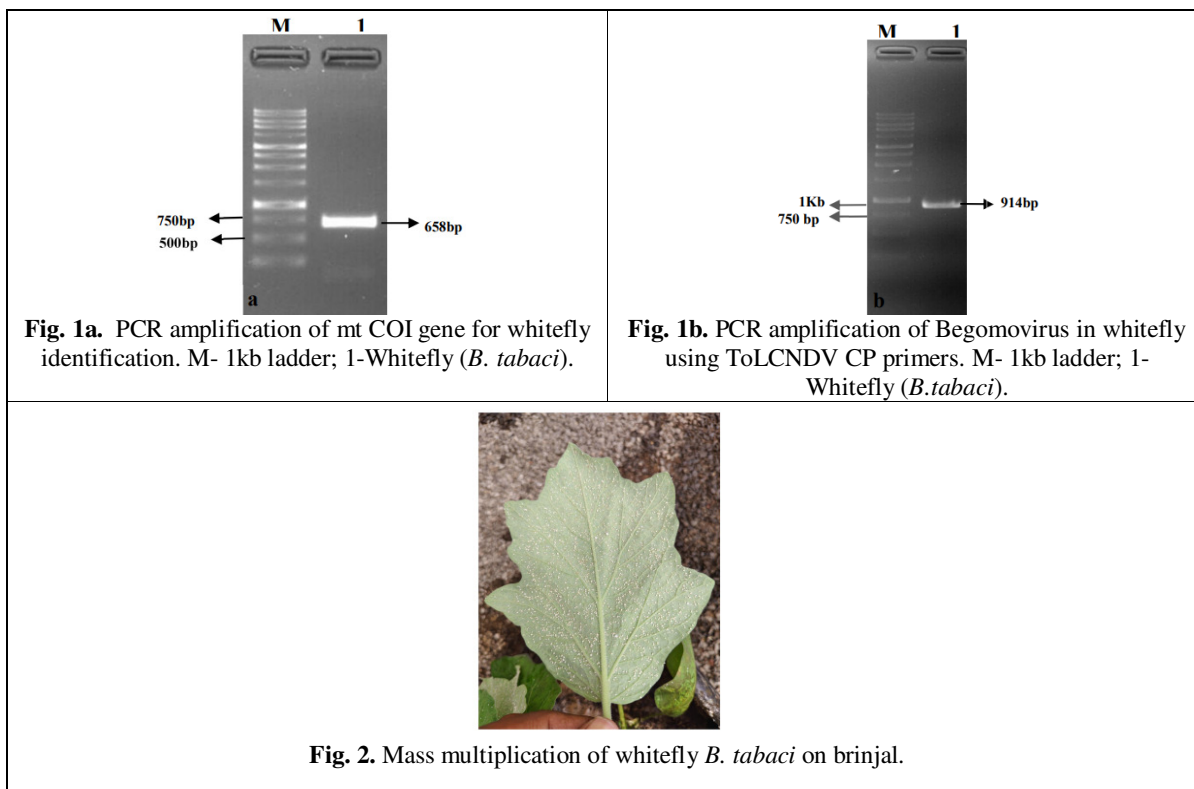 M 1
750bp
500bp
658bp
a
Fig. 1a. PCR amplification of mt COI gene for whitefly
identification. M- 1kb ladder; 1-Whitefly (B. tabaci).
M 1
1Kb
750 bp
914bp
b
Fig. 1b. PCR amplification of Begomovirus in whitefly
using ToLCNDV CP primers. M- 1kb ladder; 1-
Whitefly (B.tabaci).
Fig. 2. Mass multiplication of whitefly B. tabaci on brinjal.